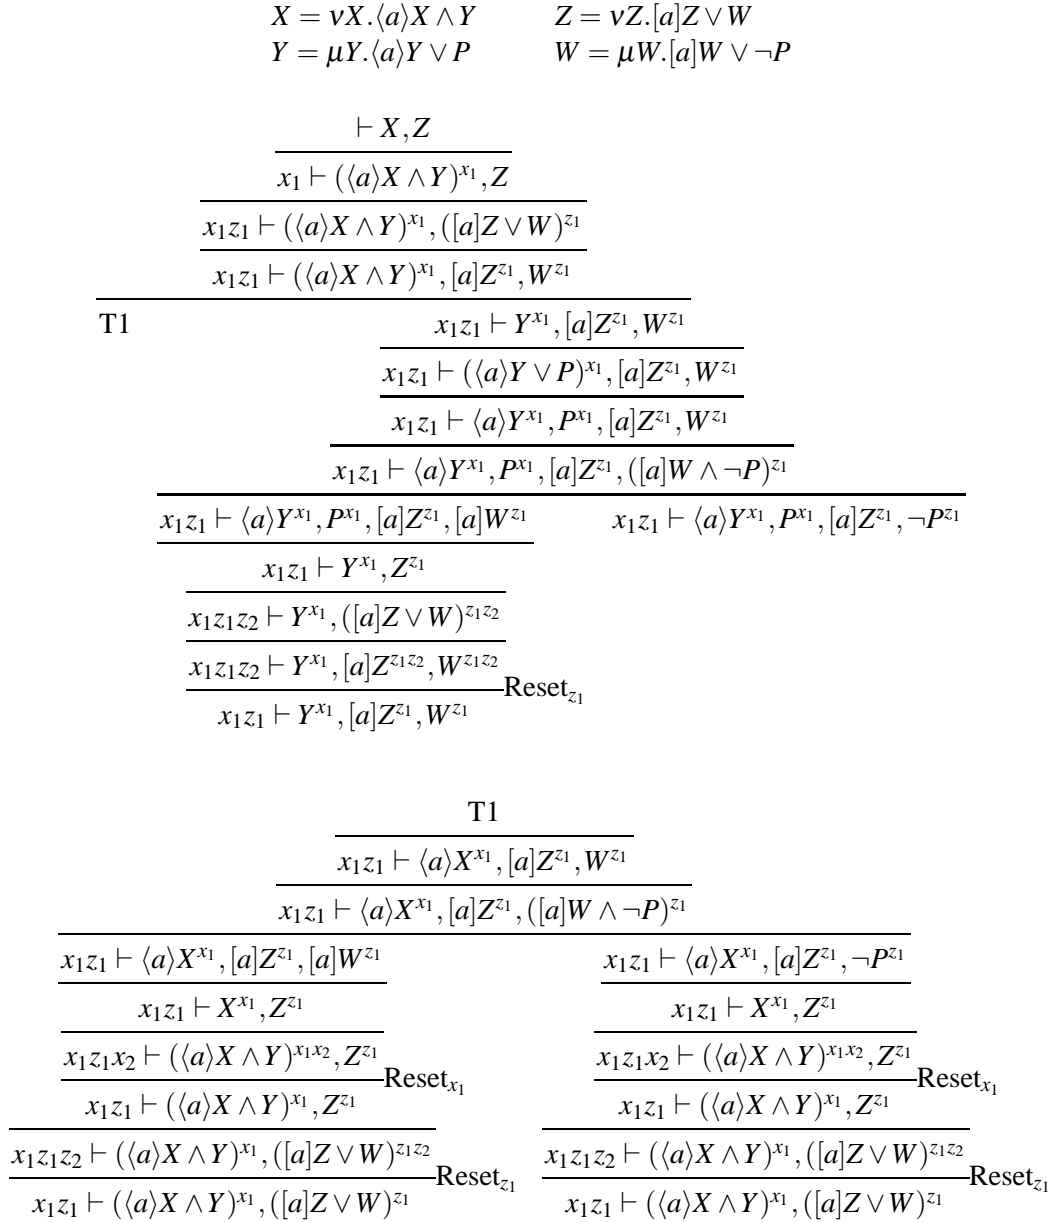 X = νX.⟨a⟩X ∧ Y Z = νZ.[a]Z ∨ W
Y = μY.⟨a⟩Y ∨ P W = μW.[a]W ∨ ¬P
⊢ X, Z
x₁ ⊢ (⟨a⟩X ∧ Y)^{x₁}, Z
x₁z₁ ⊢ (⟨a⟩X ∧ Y)^{x₁}, ([a]Z ∨ W)^{z₁}
x₁z₁ ⊢ (⟨a⟩X ∧ Y)^{x₁}, [a]Z^{z₁}, W^{z₁}
T1 x₁z₁ ⊢ Y^{x₁}, [a]Z^{z₁}, W^{z₁}
x₁z₁ ⊢ (⟨a⟩Y ∨ P)^{x₁}, [a]Z^{z₁}, W^{z₁}
x₁z₁ ⊢ ⟨a⟩Y^{x₁}, P^{x₁}, [a]Z^{z₁}, W^{z₁}
x₁z₁ ⊢ ⟨a⟩Y^{x₁}, P^{x₁}, [a]Z^{z₁}, ([a]W ∧ ¬P)^{z₁}
x₁z₁ ⊢ ⟨a⟩Y^{x₁}, P^{x₁}, [a]Z^{z₁}, [a]W^{z₁} x₁z₁ ⊢ ⟨a⟩Y^{x₁}, P^{x₁}, [a]Z^{z₁}, ¬P^{z₁}
x₁z₁ ⊢ Y^{x₁}, Z^{z₁}
x₁z₁z₂ ⊢ Y^{x₁}, ([a]Z ∨ W)^{z₁z₂}
x₁z₁z₂ ⊢ Y^{x₁}, [a]Z^{z₁z₂}, W^{z₁z₂}
Reset_{z₁}
x₁z₁ ⊢ Y^{x₁}, [a]Z^{z₁}, W^{z₁}
T1
x₁z₁ ⊢ ⟨a⟩X^{x₁}, [a]Z^{z₁}, W^{z₁}
x₁z₁ ⊢ ⟨a⟩X^{x₁}, [a]Z^{z₁}, ([a]W ∧ ¬P)^{z₁}
x₁z₁ ⊢ ⟨a⟩X^{x₁}, [a]Z^{z₁}, [a]W^{z₁} x₁z₁ ⊢ ⟨a⟩X^{x₁}, [a]Z^{z₁}, ¬P^{z₁}
x₁z₁ ⊢ X^{x₁}, Z^{z₁} x₁z₁ ⊢ X^{x₁}, Z^{z₁}
x₁z₁x₂ ⊢ (⟨a⟩X ∧ Y)^{x₁x₂}, Z^{z₁} x₁z₁x₂ ⊢ (⟨a⟩X ∧ Y)^{x₁x₂}, Z^{z₁}
Reset_{x₁} Reset_{x₁}
x₁z₁ ⊢ (⟨a⟩X ∧ Y)^{x₁}, Z^{z₁} x₁z₁ ⊢ (⟨a⟩X ∧ Y)^{x₁}, Z^{z₁}
x₁z₁z₂ ⊢ (⟨a⟩X ∧ Y)^{x₁}, ([a]Z ∨ W)^{z₁z₂} x₁z₁z₂ ⊢ (⟨a⟩X ∧ Y)^{x₁}, ([a]Z ∨ W)^{z₁z₂}
Reset_{z₁} Reset_{z₁}
x₁z₁ ⊢ (⟨a⟩X ∧ Y)^{x₁}, ([a]Z ∨ W)^{z₁} x₁z₁ ⊢ (⟨a⟩X ∧ Y)^{x₁}, ([a]Z ∨ W)^{z₁}